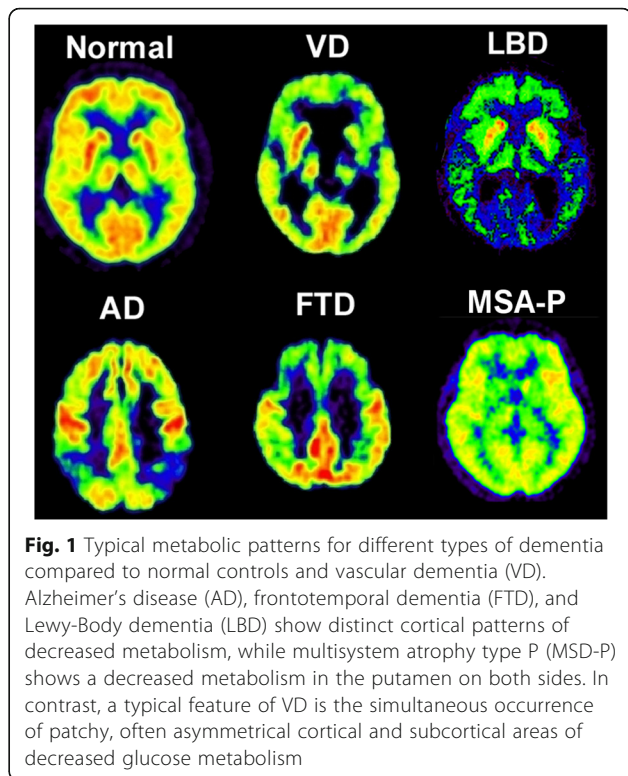 Normal VD LBD
AD FTD MSA-P
Fig. 1 Typical metabolic patterns for different types of dementia
compared to normal controls and vascular dementia (VD).
Alzheimer's disease (AD), frontotemporal dementia (FTD), and
Lewy-Body dementia (LBD) show distinct cortical patterns of
decreased metabolism, while multisystem atrophy type P (MSD-P)
shows a decreased metabolism in the putamen on both sides. In
contrast, a typical feature of VD is the simultaneous occurrence
of patchy, often asymmetrical cortical and subcortical areas of
decreased glucose metabolism